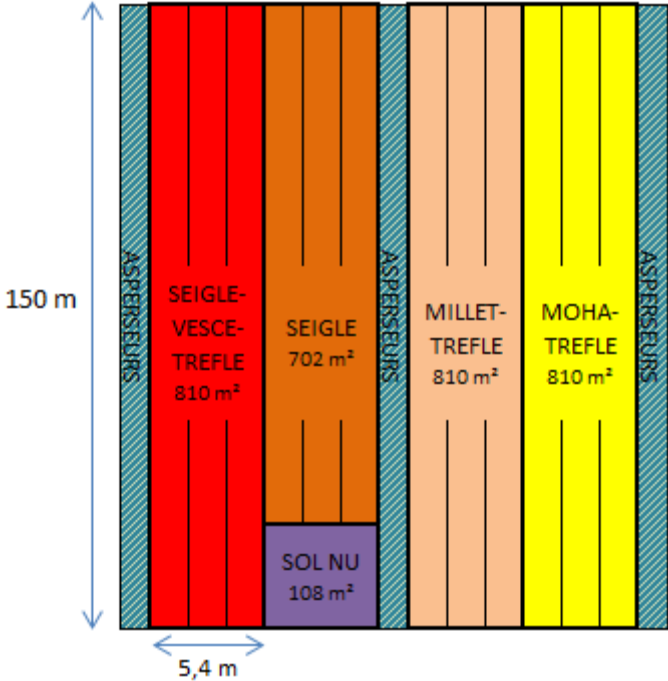 150 m
ASPERSEURS
SEIGLE-
VESCE-
TREFLE
810 m²
SEIGLE
702 m²
SOL NU
108 m²
ASPERSEURS
MILLET-
TREFLE
810 m²
MOHA-
TREFLE
810 m²
ASPERSEURS
5,4 m